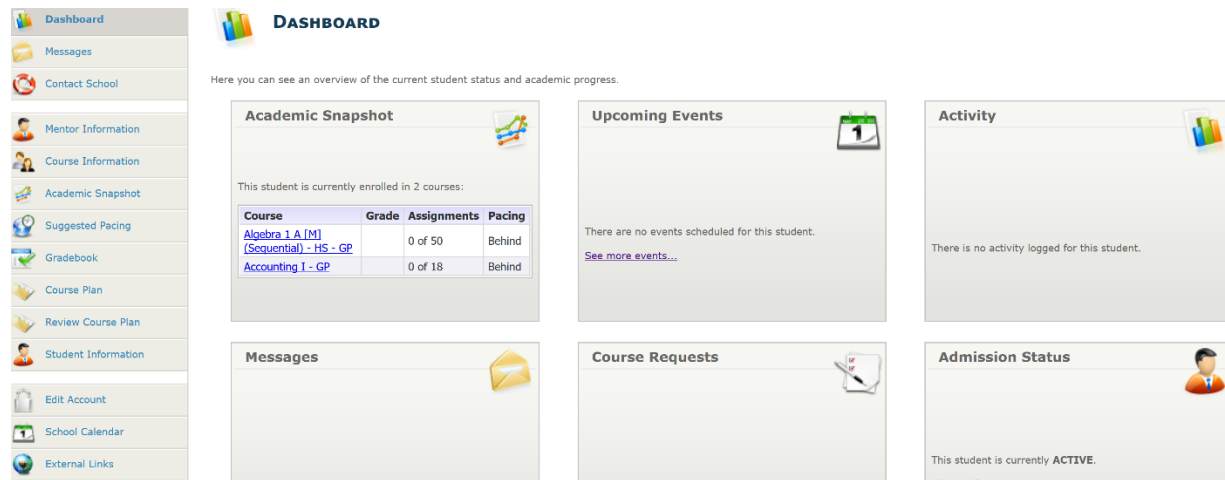 Dashboard
Messages
Contact School
Mentor Information
Course Information
Academic Snapshot
Suggested Pacing
Gradebook
Course Plan
Review Course Plan
Student Information
Edit Account
School Calendar
External Links
DASHBOARD
Here you can see an overview of the current student status and academic progress.
Academic Snapshot
This student is currently enrolled in 2 courses:
Course Grade Assignments Pacing
Algebra 1 A [M]
(Sequential) - HS - GP 0 of 50 Behind
Accounting I - GP 0 of 18 Behind
Upcoming Events
1
There are no events scheduled for this student.
See more events...
Activity
There is no activity logged for this student.
Messages
Course Requests
Admission Status
This student is currently ACTIVE.